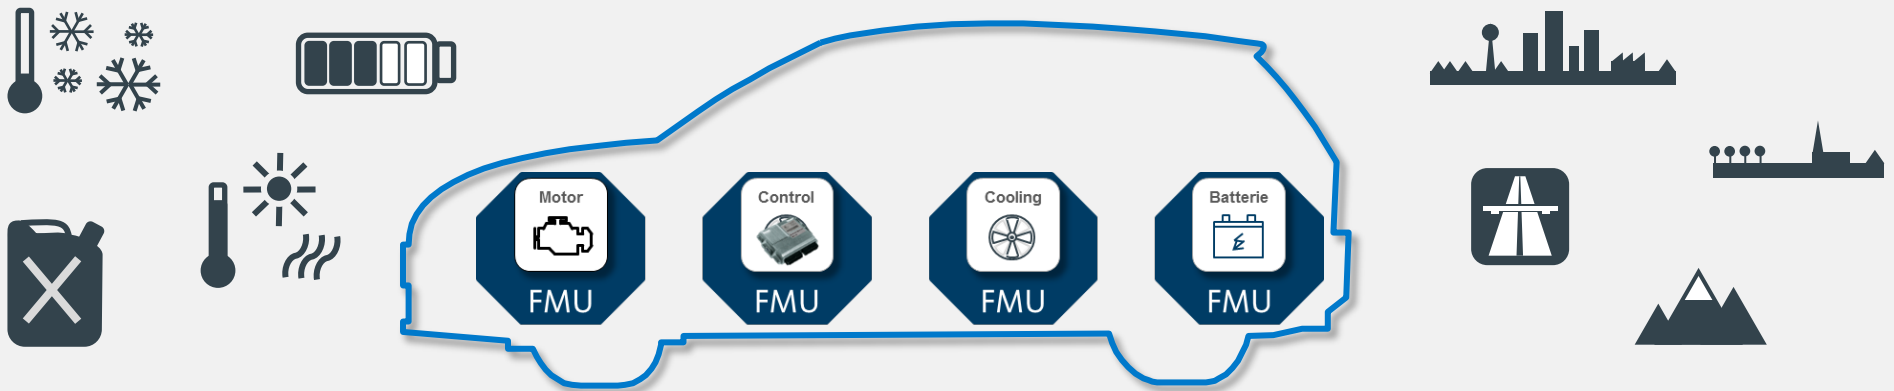 Motor
FMU
Control
FMU
Cooling
FMU
Batterie
FMU